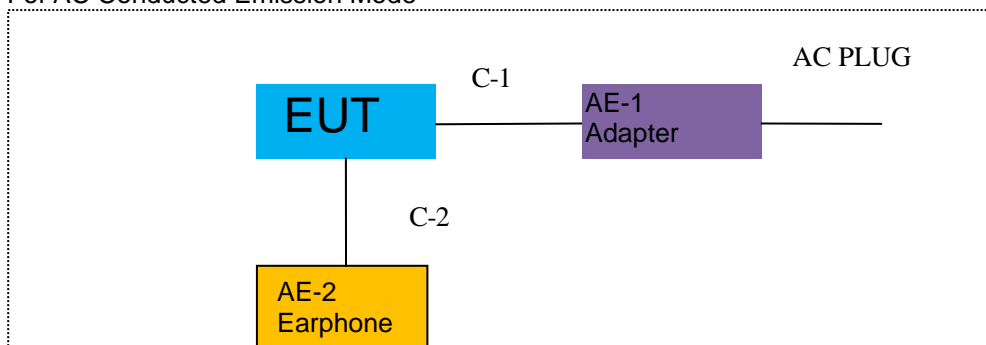 For AC Conducted Emission Mode
AC PLUG
C-1
EUT
AE-1
Adapter
C-2
AE-2
Earphone